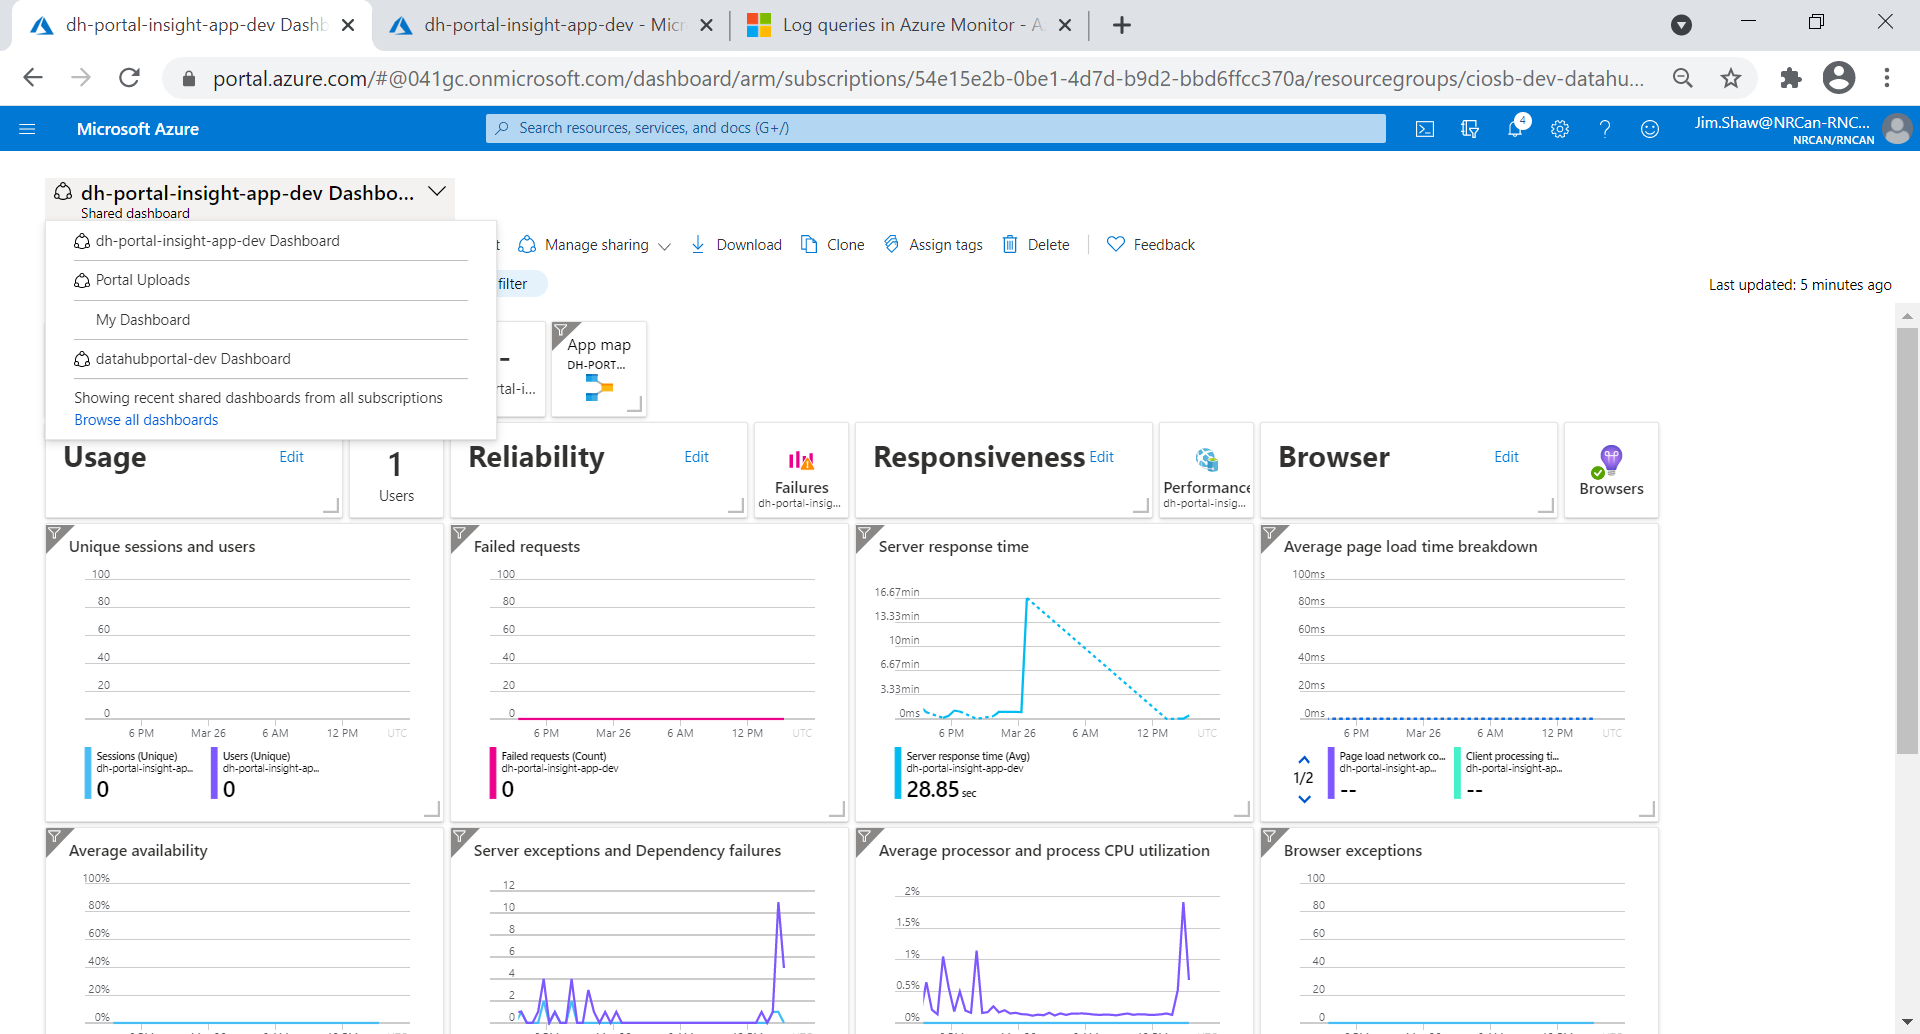 dh-portal-insight-app-dev Dashb
dh-portal-insight-app-dev - Micr
Log queries in Azure Monitor - A
portal.azure.com/#@041gc.onmicrosoft.com/dashboard/arm/subscriptions/54e15e2b-0be1-4d7d-b9d2-bbd6ffcc370a/resourcegroups/ciosb-dev-datahu...
Microsoft Azure
Search resources, services, and docs (G+/)
4
Jim.Shaw@NRCan-RNC...
NRCAN/RNCAN
dh-portal-insight-app-dev Dashbo...
Shared dashboard
dh-portal-insight-app-dev Dashboard
Portal Uploads
My Dashboard
datahubportal-dev Dashboard
Showing recent shared dashboards from all subscriptions
Browse all dashboards
t
Manage sharing
Download
Clone
Assign tags
Delete
Feedback
filter
Last updated: 5 minutes ago
-
rtal-i...
App map
DH-PORT...
Usage
Edit
1
Users
Reliability
Edit
Failures
dh-portal-insig...
Responsiveness
Edit
Performance
dh-portal-insig...
Browser
Edit
Browsers
Unique sessions and users
100
80
60
40
20
0
6 PM
Mar 26
6 AM
12 PM
UTC
Sessions (Unique)
dh-portal-insight-ap...
0
Users (Unique)
dh-portal-insight-ap...
0
Failed requests
100
80
60
40
20
0
6 PM
Mar 26
6 AM
12 PM
UTC
Failed requests (Count)
dh-portal-insight-app-dev
0
Server response time
16.67min
13.33min
10min
6.67min
3.33min
0ms
6 PM
Mar 26
6 AM
12 PM
UTC
Server response time (Avg)
dh-portal-insight-app-dev
28.85 sec
Average page load time breakdown
100ms
80ms
60ms
40ms
20ms
0ms
6 PM
Mar 26
6 AM
12 PM
UTC
1/2
Page load network co...
dh-portal-insight-ap...
--
Client processing ti...
dh-portal-insight-ap...
--
Average availability
100%
80%
60%
40%
20%
0%
Server exceptions and Dependency failures
12
10
8
6
4
2
0
Average processor and process CPU utilization
2%
1.5%
1%
0.5%
0%
Browser exceptions
100
80
60
40
20
0